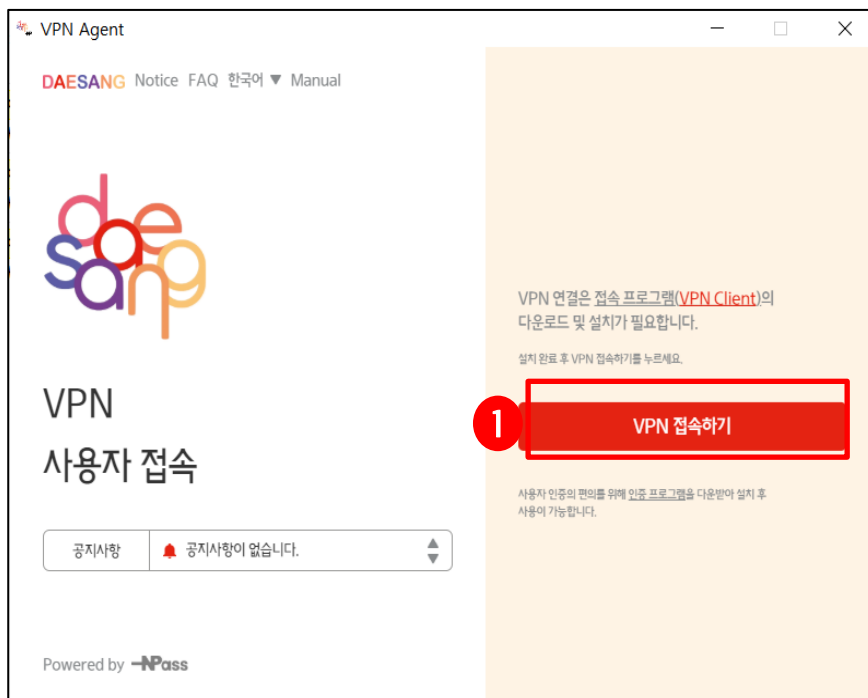 VPN Agent
DAESANG Notice FAQ 한국어 ▼ Manual
daesang
VPN
사용자 접속
공지사항 공지사항이 없습니다.
Powered by NPass
VPN 연결은 접속 프로그램(VPN Client)의
다운로드 및 설치가 필요합니다.
설치 완료 후 VPN 접속하기를 누르세요.
1 VPN 접속하기
사용자 인증의 편의를 위해 인증 프로그램을 다운받아 설치 후
사용이 가능합니다.